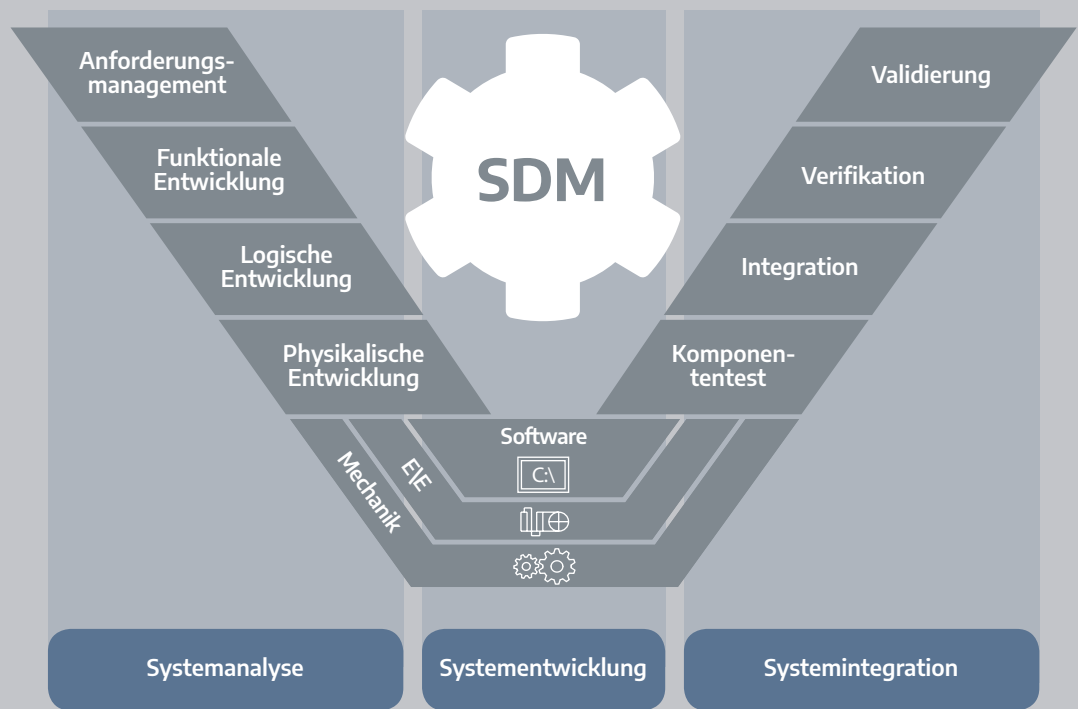 Anforderungs-
management
Funktionale
Entwicklung
Logische
Entwicklung
Physikalische
Entwicklung
SDM
Validierung
Verifikation
Integration
Komponen-
tentest
Software
C:\
E|E
Mechanik
Systemanalyse
Systementwicklung
Systemintegration